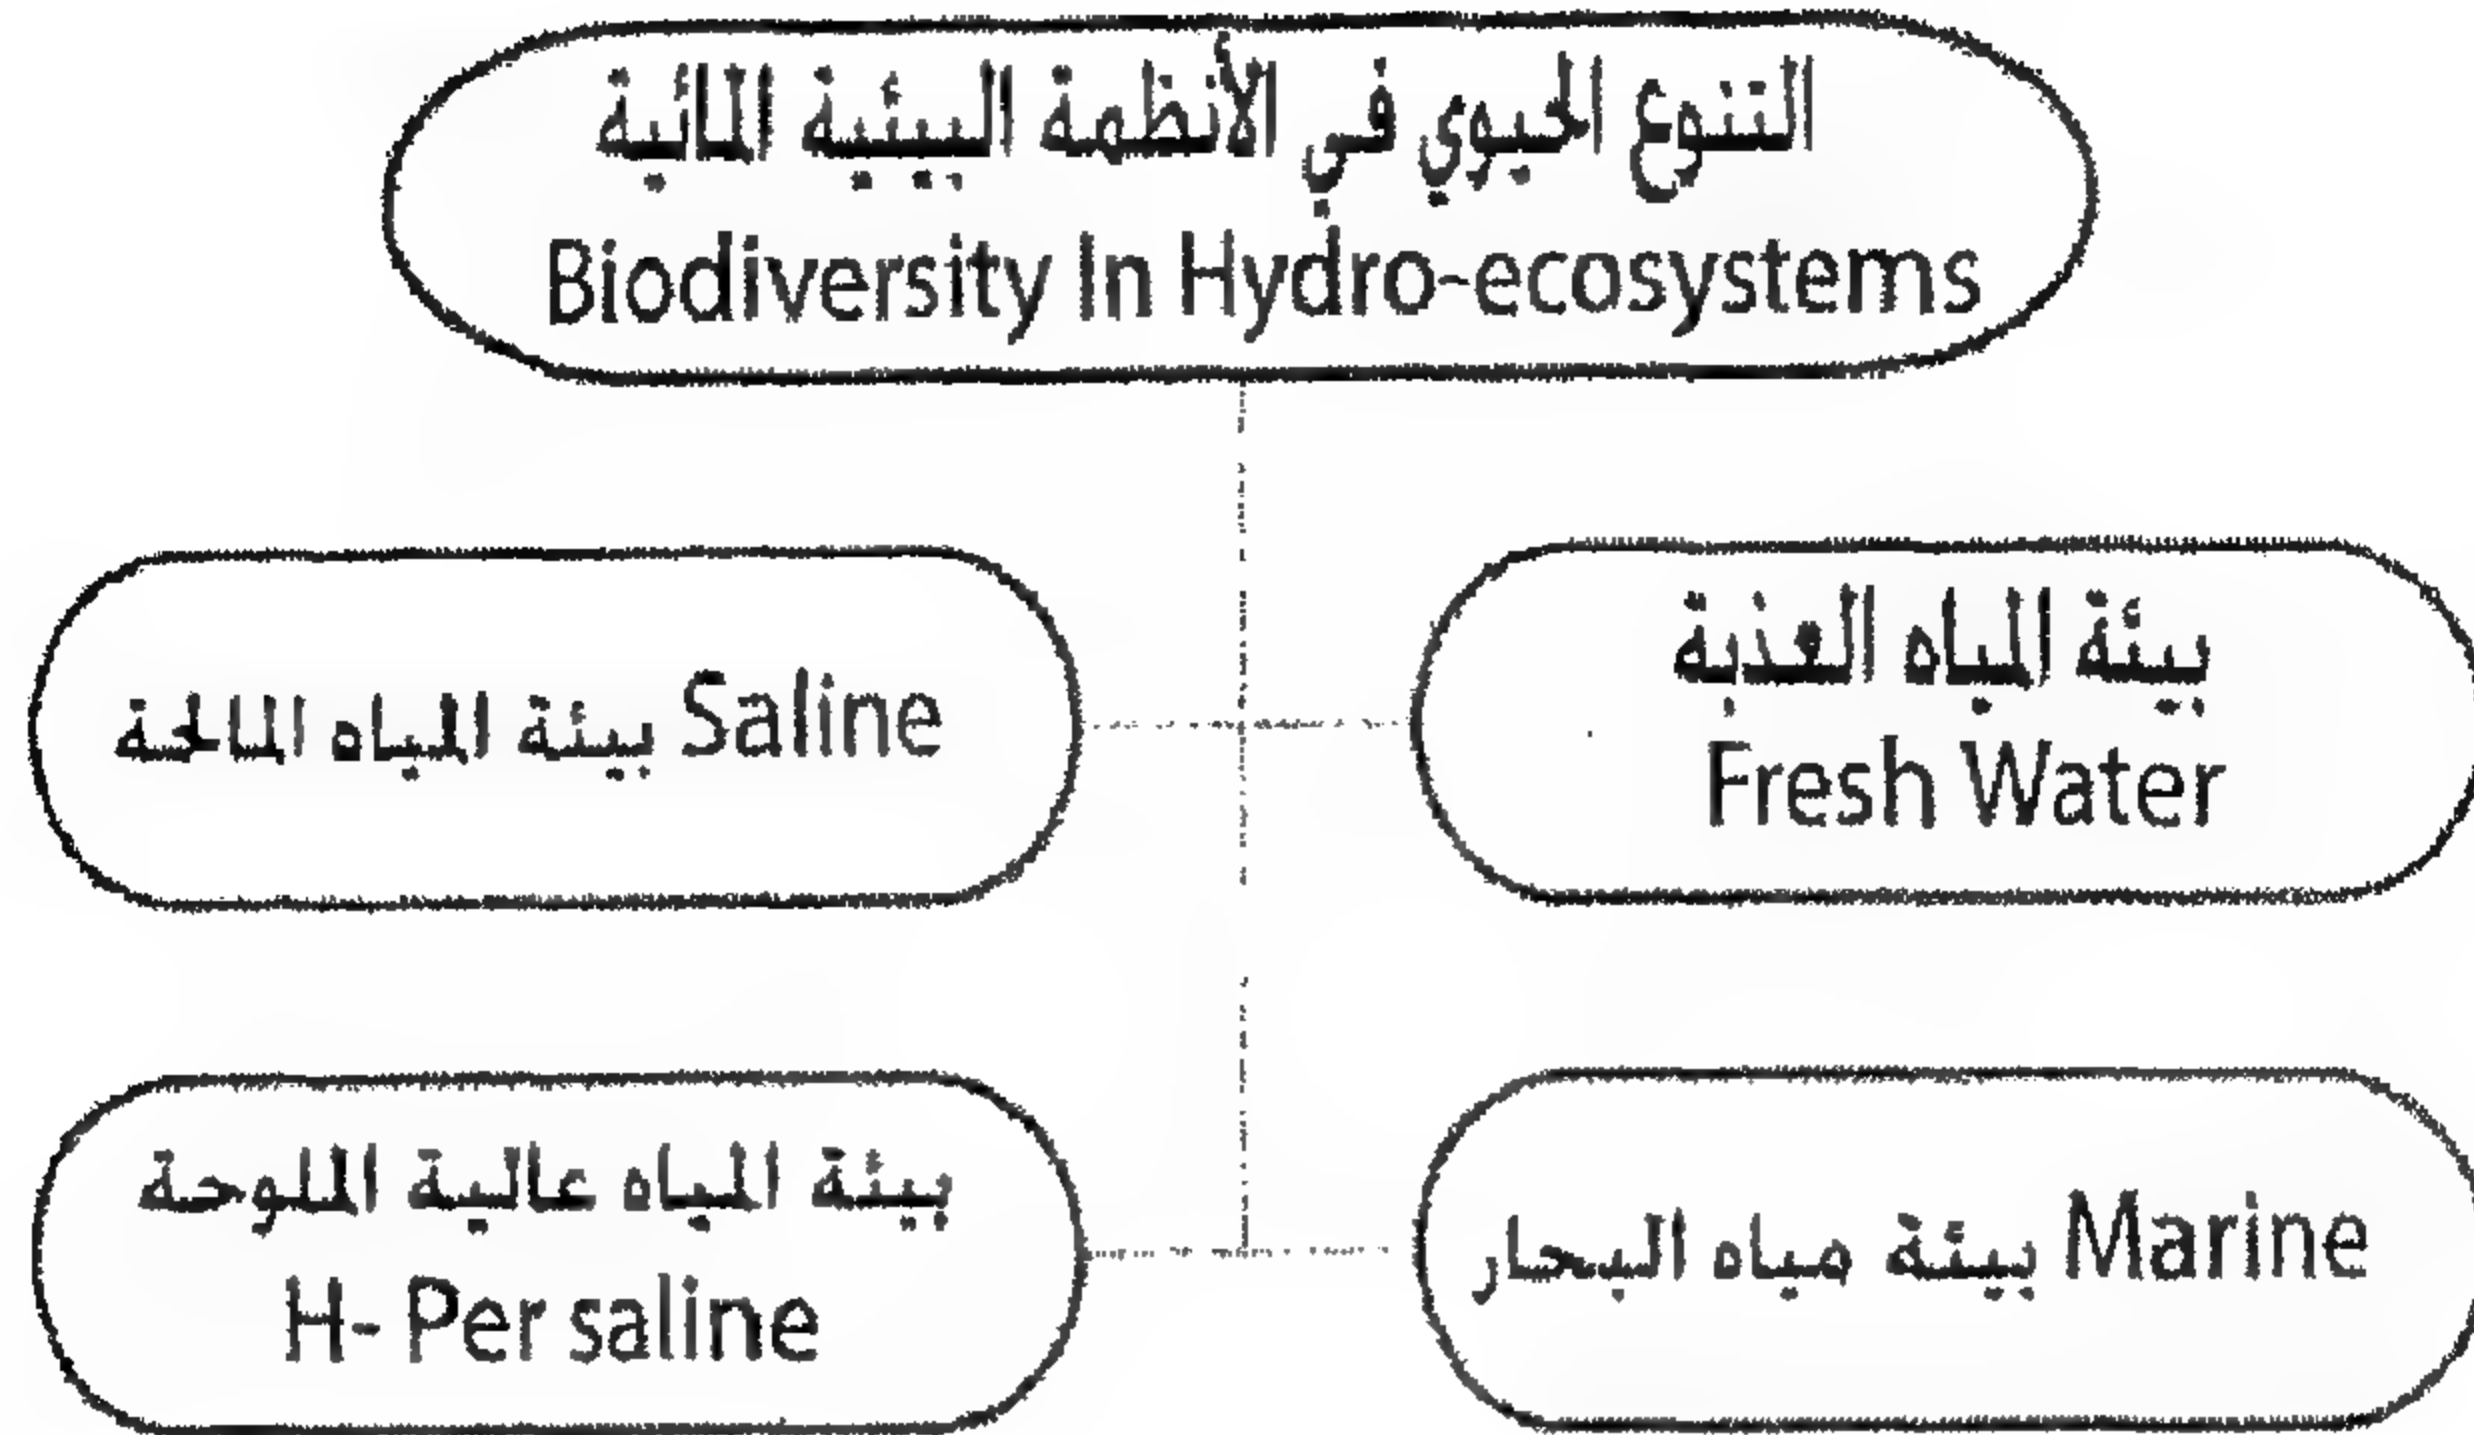 التنوع الحيوي في الأنظمة البيئية المائية
Biodiversity In Hydro-ecosystems
بيئة المياه العذبة
Fresh Water
بيئة المياه المالحة Saline
بيئة مياه البحار Marine
بيئة المياه عالية الملوحة
H- Per saline